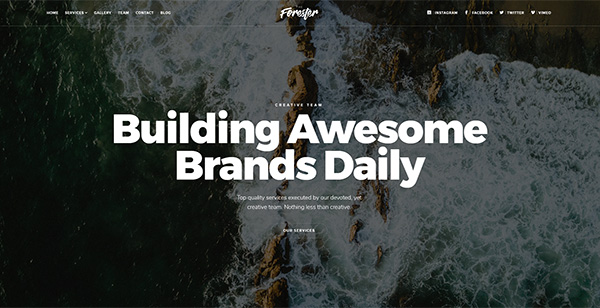 HOME SERVICES GALLERY TEAM CONTACT BLOG
Forester
INSTAGRAM FACEBOOK TWITTER VIMEO
CREATIVE TEAM
Building Awesome
Brands Daily
Top quality services executed by our devoted, yet
creative team. Nothing less than creative
OUR SERVICES